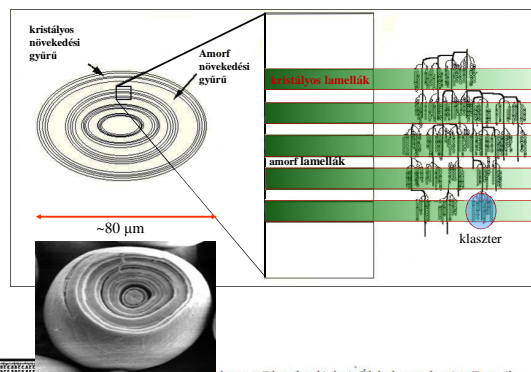 kristályos
növekedési
gyűrű
Amorf
növekedési
gyűrű
kristályos lamellák
amorf lamellák
~80 μm
klaszter